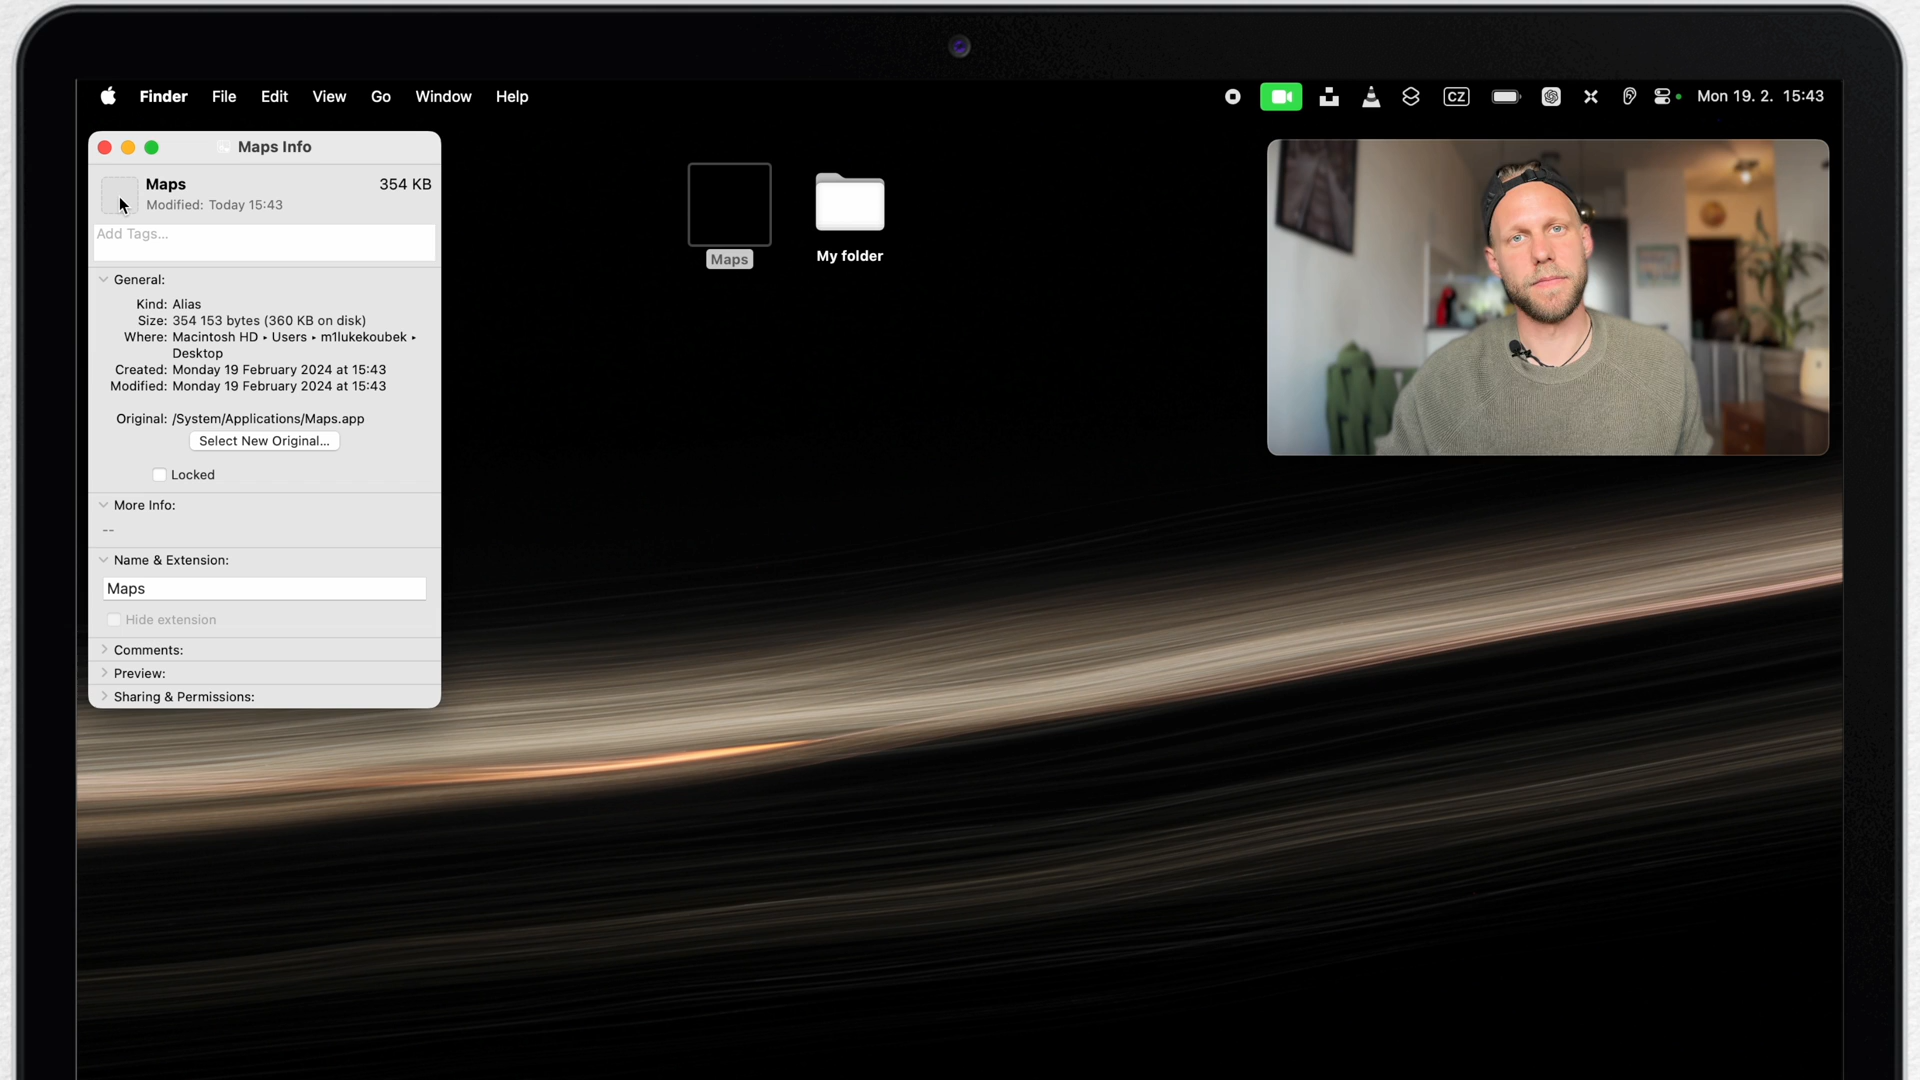 Finder File Edit View Go Window Help
CZ
Mon 19. 2. 15:43
Maps Info
Maps 354 KB
Modified: Today 15:43
Add Tags...
General:
Kind: Alias
Size: 354 153 bytes (360 KB on disk)
Where: Macintosh HD ▸ Users ▸ m1lukekoubek ▸
Desktop
Created: Monday 19 February 2024 at 15:43
Modified: Monday 19 February 2024 at 15:43
Original: /System/Applications/Maps.app
Select New Original...
Locked
More Info:
--
Name & Extension:
Maps
Hide extension
Comments:
Preview:
Sharing & Permissions:
Maps
My folder